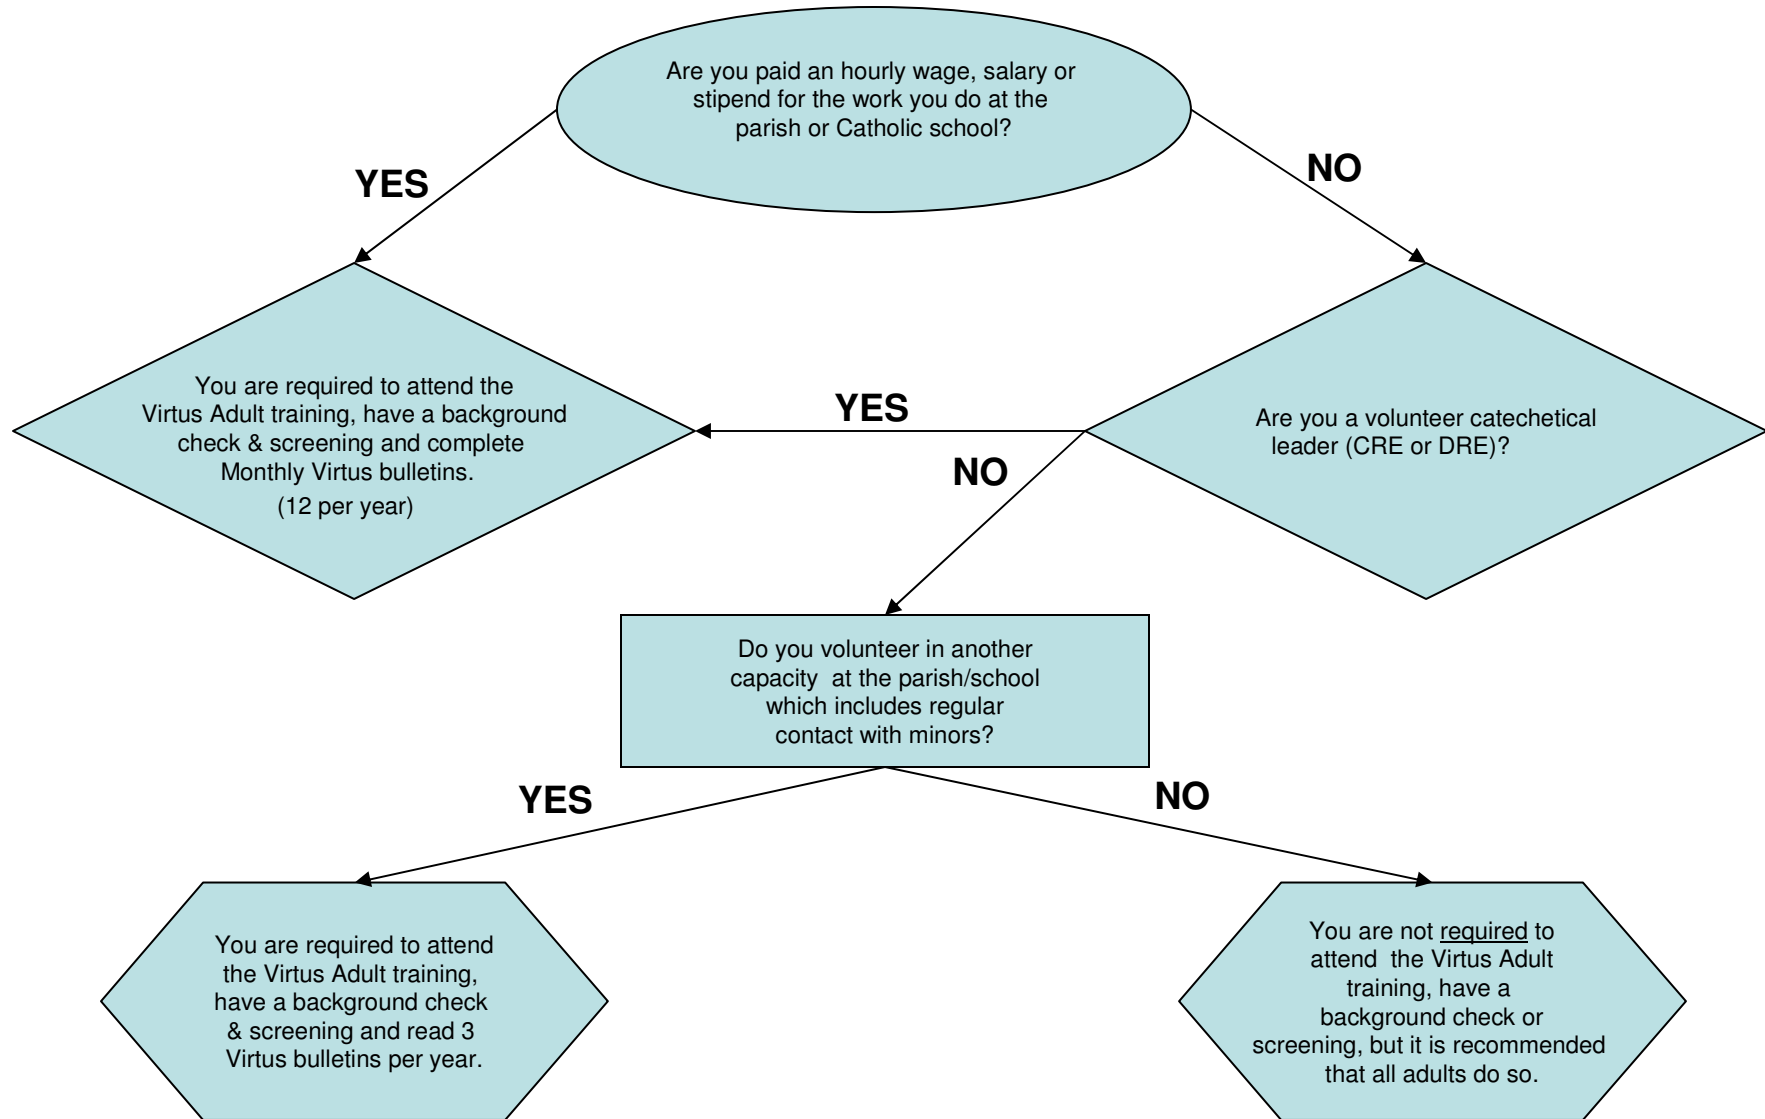 Are you paid an hourly wage, salary or
stipend for the work you do at the
parish or Catholic school?
YES
NO
You are required to attend the
Virtus Adult training, have a background
check & screening and complete
Monthly Virtus bulletins.
(12 per year)
YES
Are you a volunteer catechetical
leader (CRE or DRE)?
NO
Do you volunteer in another
capacity at the parish/school
which includes regular
contact with minors?
YES
NO
You are required to attend
the Virtus Adult training,
have a background check
& screening and read 3
Virtus bulletins per year.
You are not required to
attend the Virtus Adult
training, have a
background check or
screening, but it is recommended
that all adults do so.